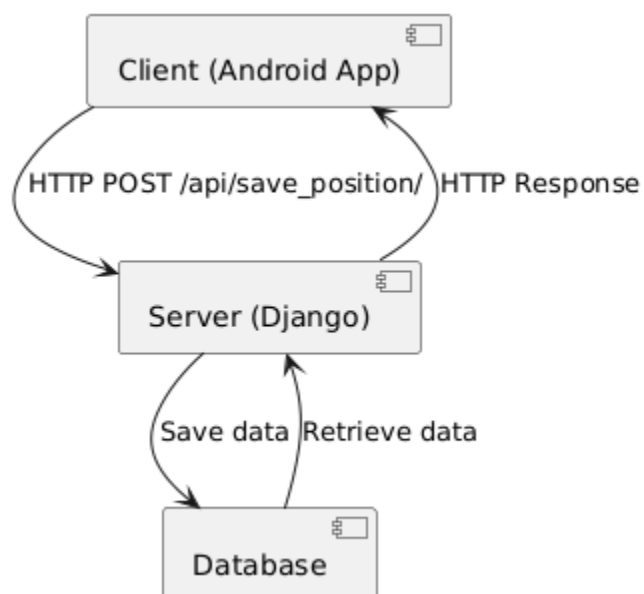 Client (Android App)
HTTP POST /api/save_position/
HTTP Response
Server (Django)
Save data
Retrieve data
Database